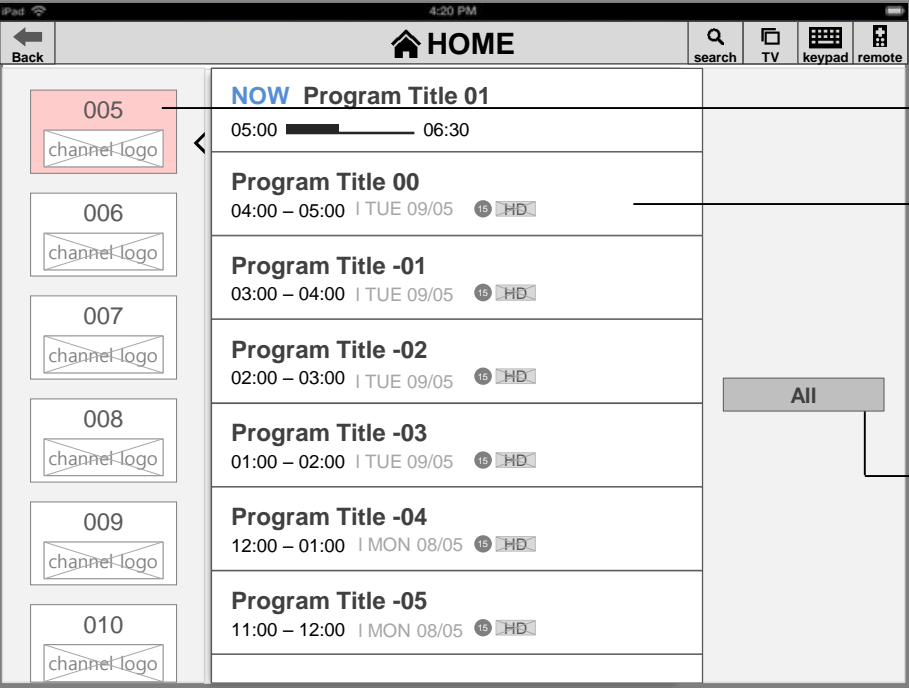 iPad 4:20 PM
Back HOME search TV keypad remote
005
channel logo
006
channel logo
007
channel logo
008
channel logo
009
channel logo
010
channel logo
NOW Program Title 01
05:00 06:30
Program Title 00
04:00 – 05:00 | TUE 09/05 15 HD
Program Title -01
03:00 – 04:00 | TUE 09/05 15 HD
Program Title -02
02:00 – 03:00 | TUE 09/05 15 HD
Program Title -03
01:00 – 02:00 | TUE 09/05 15 HD
Program Title -04
12:00 – 01:00 | MON 08/05 15 HD
Program Title -05
11:00 – 12:00 | MON 08/05 15 HD
All